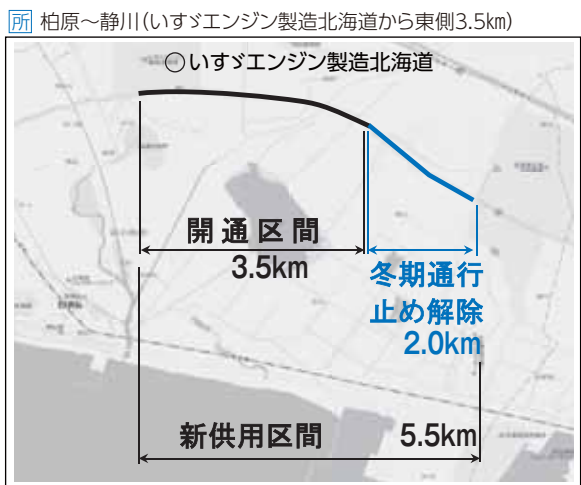 所 柏原～静川(いすゞエンジン製造北海道から東側3.5km)
○いすゞエンジン製造北海道
開通区間
3.5km
冬期通行
止め解除
2.0km
新供用区間 5.5km